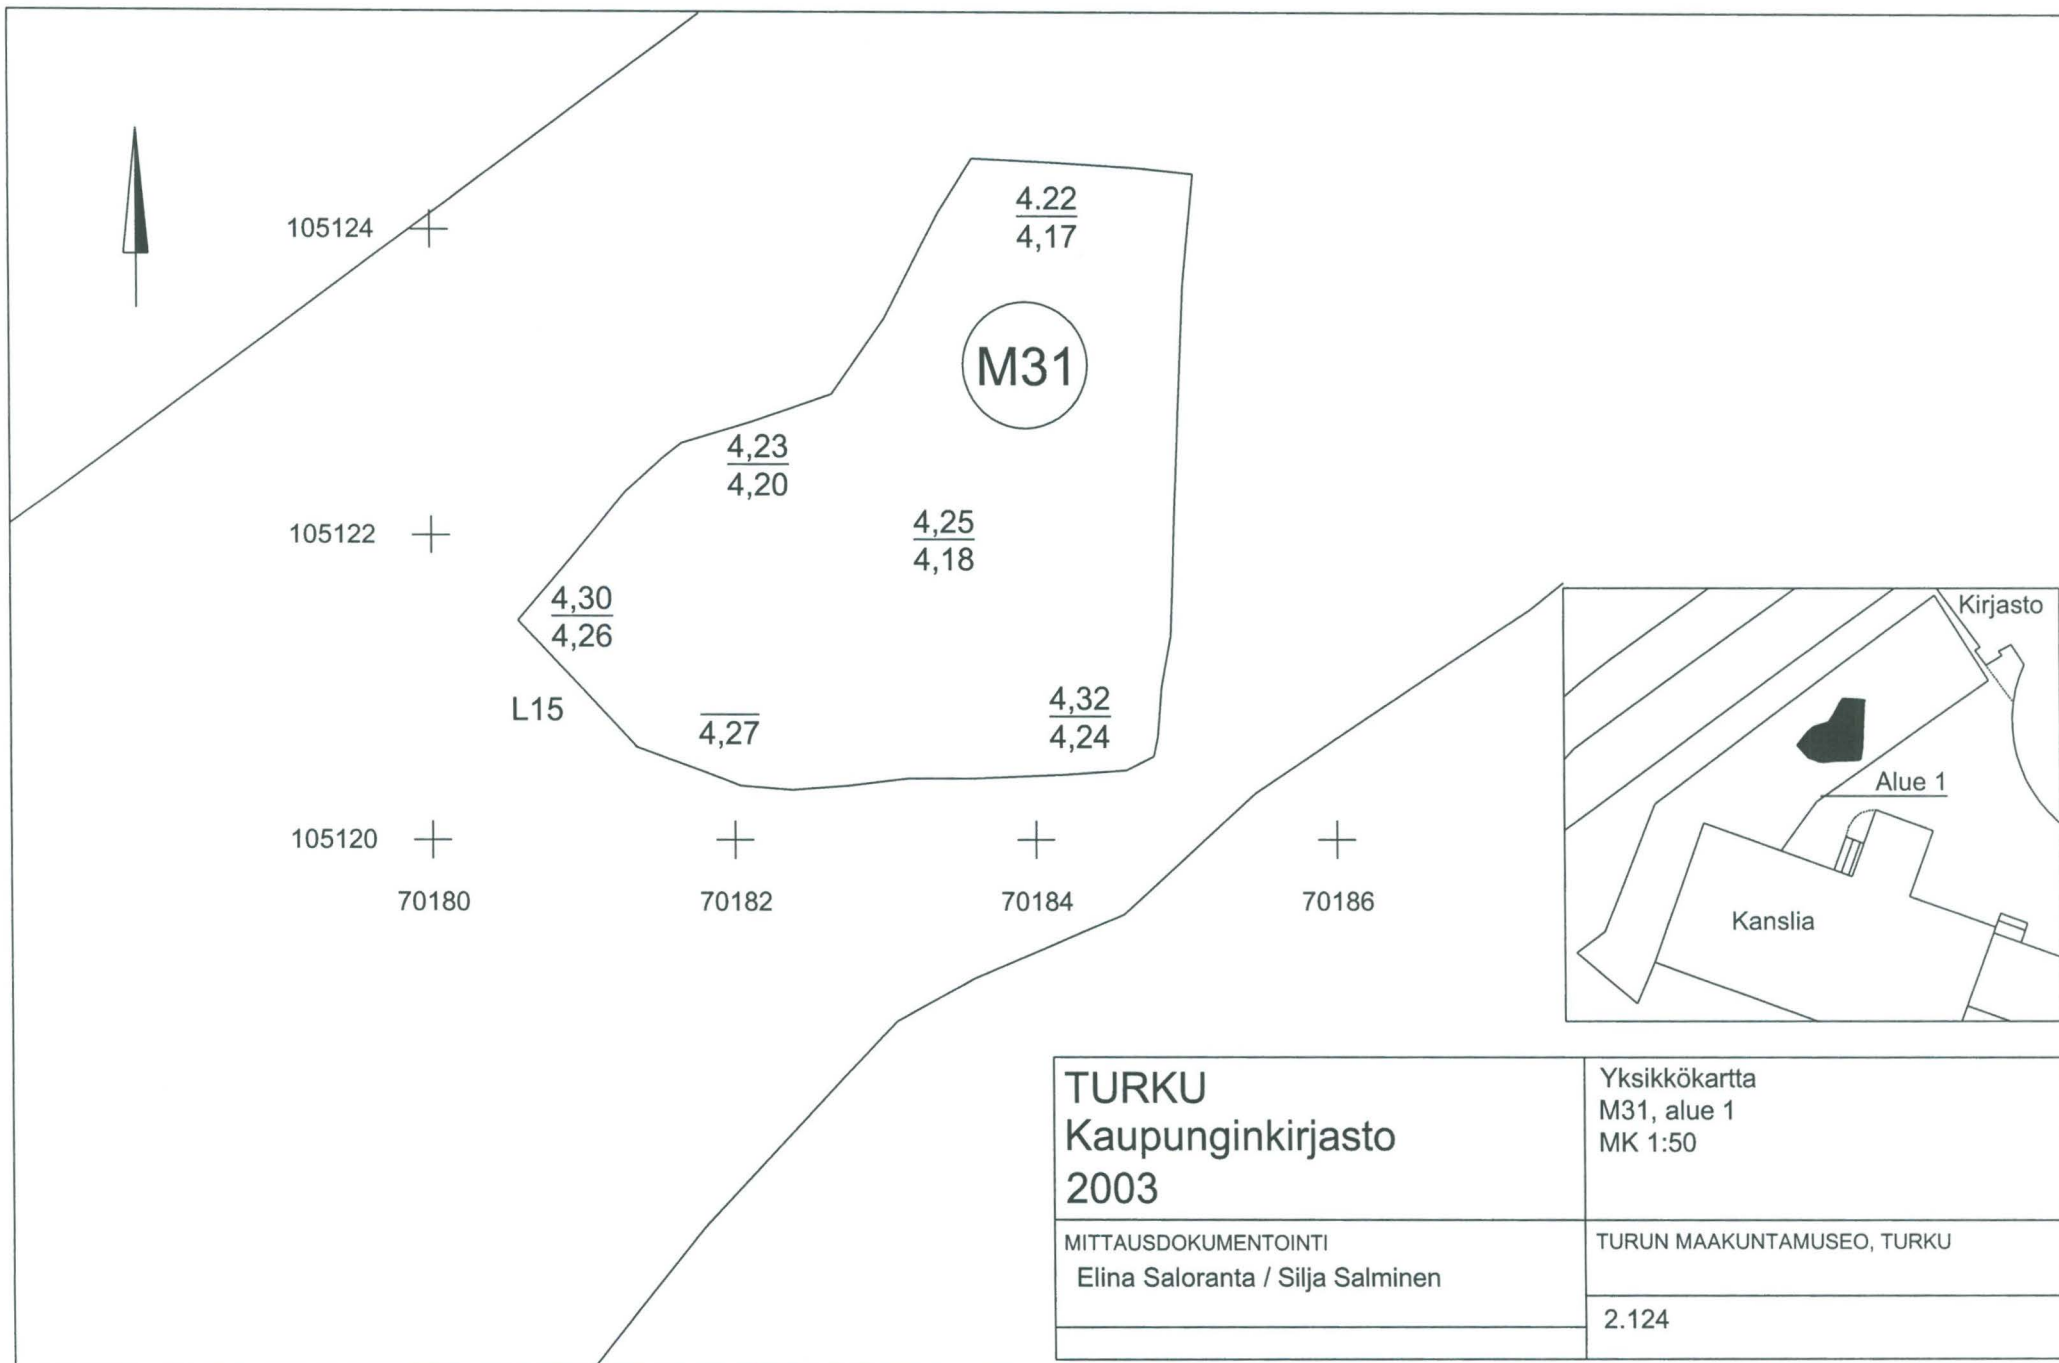 4.22
4,17
105124
M31
4,23
4,20
4,25
4,18
105122
4,30
4,26
L15
4,27
4,32
4,24
105120
70180
70182
70184
70186
Kirjasto
Alue 1
Kanslia
TURKU
Kaupunginkirjasto
2003
Yksikkökartta
M31, alue 1
MK 1:50
MITTAUSDOKUMENTOINTI
Elina Saloranta / Silja Salminen
TURUN MAAKUNTAMUSEO, TURKU
2.124